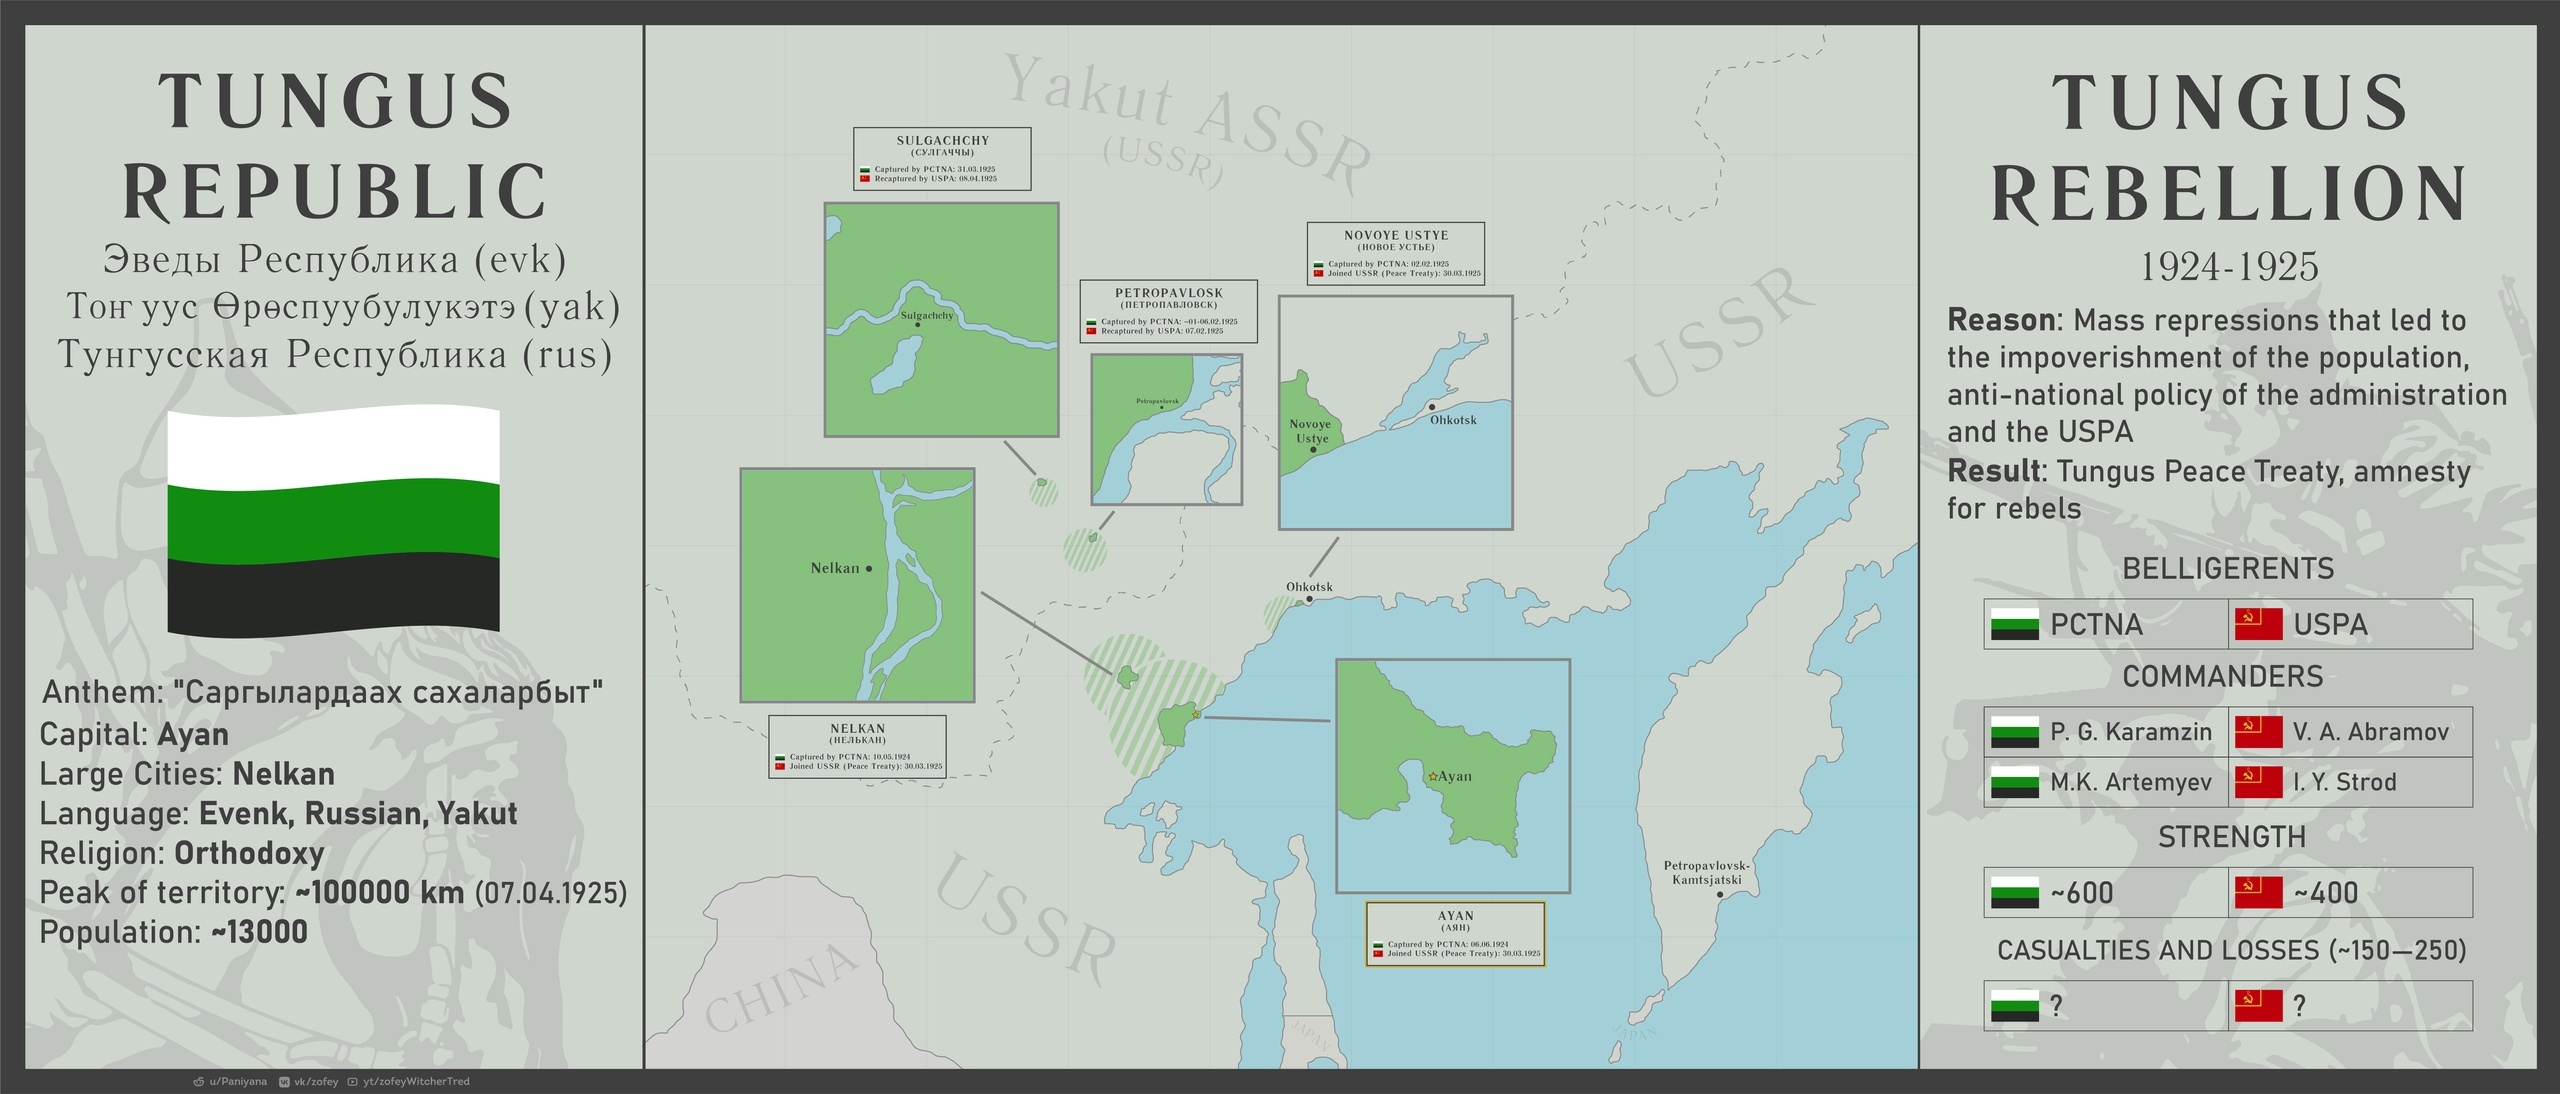 TUNGUS
REPUBLIC
Эведы Республика (evk)
Тоҥ уус Өрөспуубулукэтэ (yak)
Тунгусская Республика (rus)
Anthem: "Саргылардаах сахаларбыт"
Capital: Ayan
Large Cities: Nelkan
Language: Evenk, Russian, Yakut
Religion: Orthodoxy
Peak of territory: ~100000 km (07.04.1925)
Population: ~13000
u/Paniyana vk/zofey yt/zofeyWitcherTred
Yakut ASSR
(USSR)
SULGACHCHY
(СУЛГАЧЧЫ)
Captured by PCTNA: 31.03.1925
Recaptured by USPA: 08.04.1925
Sulgachchy
PETROPAVLOSK
(ПЕТРОПАВЛОВСК)
Captured by PCTNA: ~01-06.02.1925
Recaptured by USPA: 07.02.1925
Petropavlovsk
NOVOYE USTYE
(НОВОЕ УСТЬЕ)
Captured by PCTNA: 02.02.1925
Joined USSR (Peace Treaty): 30.03.1925
Novoye
Ustye
Ohkotsk
USSR
Nelkan
NELKAN
(НЕЛЬКАН)
Captured by PCTNA: 10.05.1924
Joined USSR (Peace Treaty): 30.03.1925
Ohkotsk
Ayan
AYAN
(АЯН)
Captured by PCTNA: 06.06.1924
Joined USSR (Peace Treaty): 30.03.1925
Petropavlovsk-
Kamtsjatski
USSR
CHINA
JAPAN
JAPAN
TUNGUS
REBELLION
1924-1925
Reason: Mass repressions that led to
the impoverishment of the population,
anti-national policy of the administration
and the USPA
Result: Tungus Peace Treaty, amnesty
for rebels
BELLIGERENTS
PCTNA USPA
COMMANDERS
P. G. Karamzin V. A. Abramov
M.K. Artemyev I. Y. Strod
STRENGTH
~600 ~400
CASUALTIES AND LOSSES (~150—250)
? ?